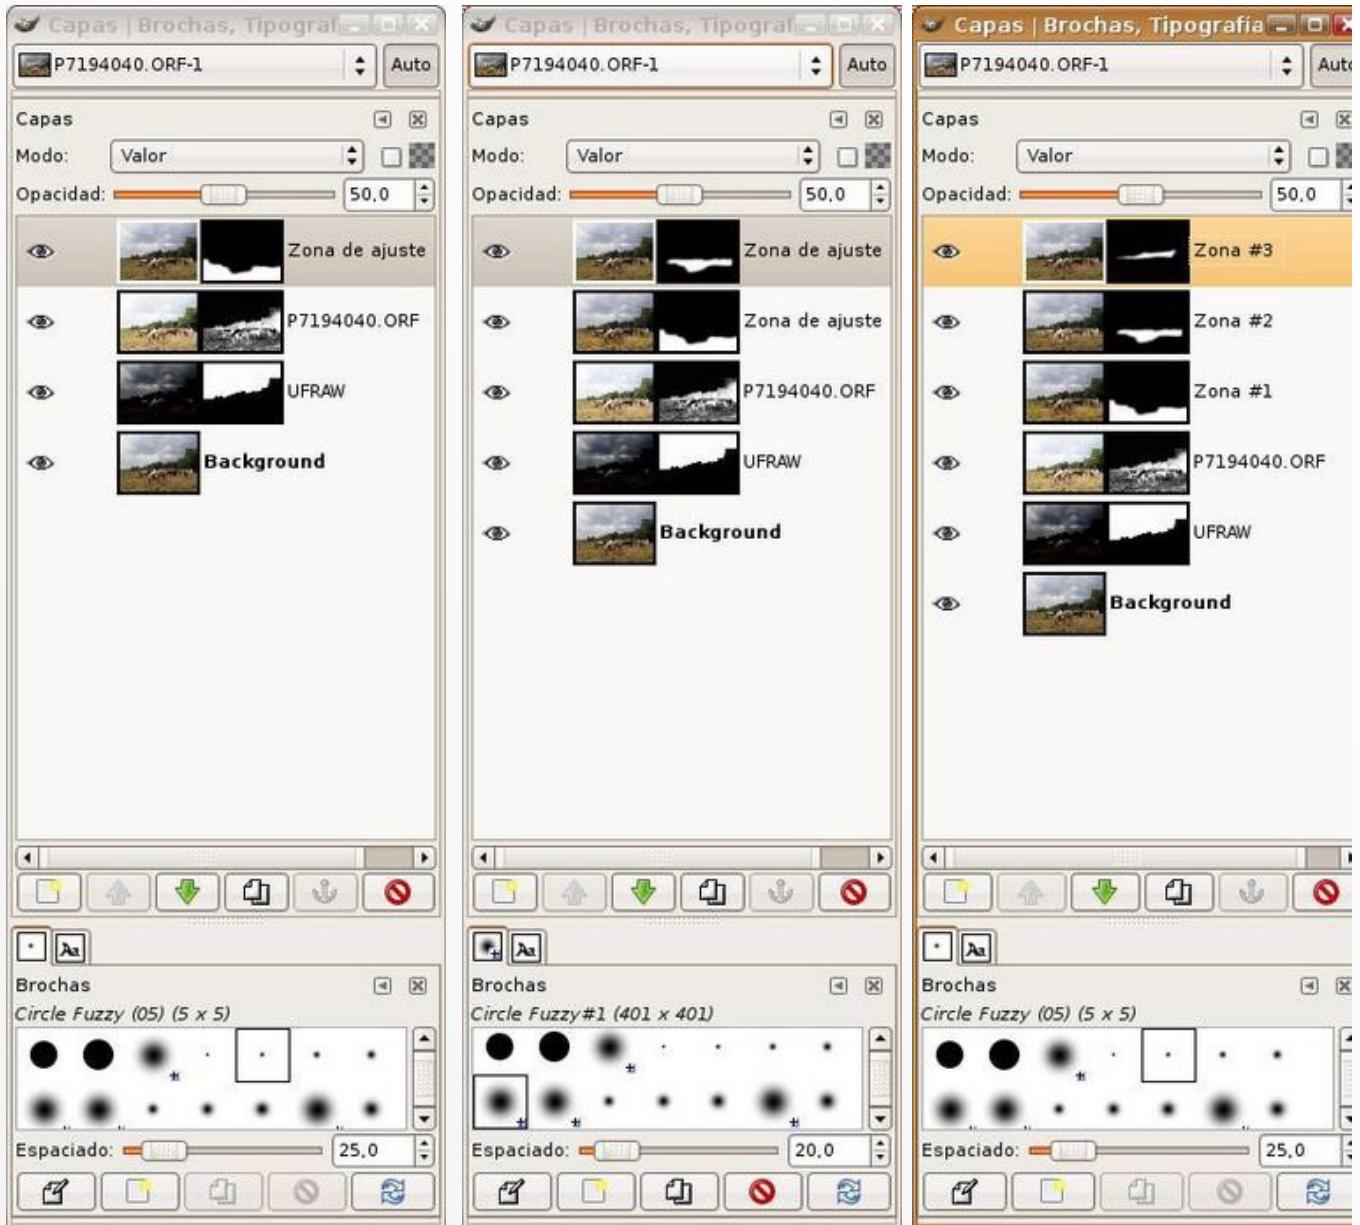 Capas | Brochas, Tipograf
P7194040.ORF-1
Auto
Capas
Modo:
Valor
Opacidad:
50,0
Zona de ajuste
P7194040.ORF
UFRAW
Background
Aa
Brochas
Circle Fuzzy (05) (5 x 5)
Espaciado:
25,0
Capas | Brochas, Tipograf
P7194040.ORF-1
Auto
Capas
Modo:
Valor
Opacidad:
50,0
Zona de ajuste
Zona de ajuste
P7194040.ORF
UFRAW
Background
Aa
Brochas
Circle Fuzzy#1 (401 x 401)
Espaciado:
20,0
Capas | Brochas, Tipografía
P7194040.ORF-1
Auto
Capas
Modo:
Valor
Opacidad:
50,0
Zona #3
Zona #2
Zona #1
P7194040.ORF
UFRAW
Background
Aa
Brochas
Circle Fuzzy (05) (5 x 5)
Espaciado:
25,0